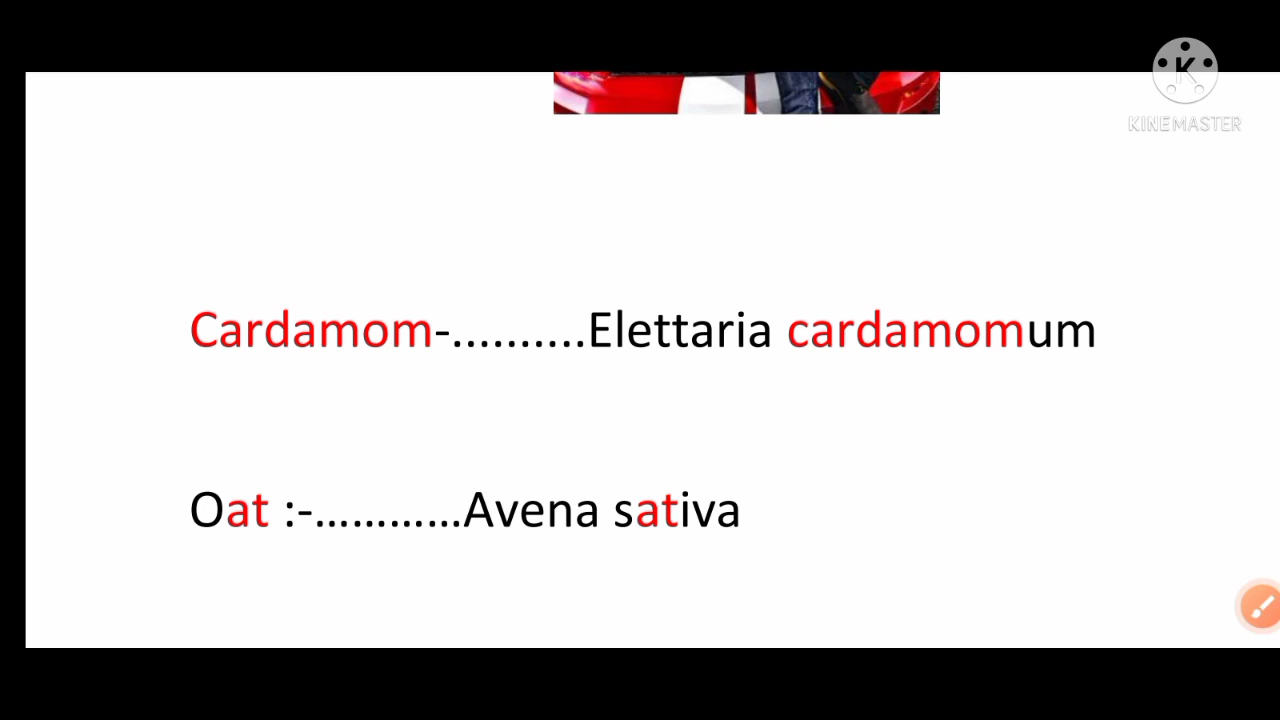 KINEMASTER
Cardamom-..........Elettaria cardamomum
Oat :-............Avena sativa